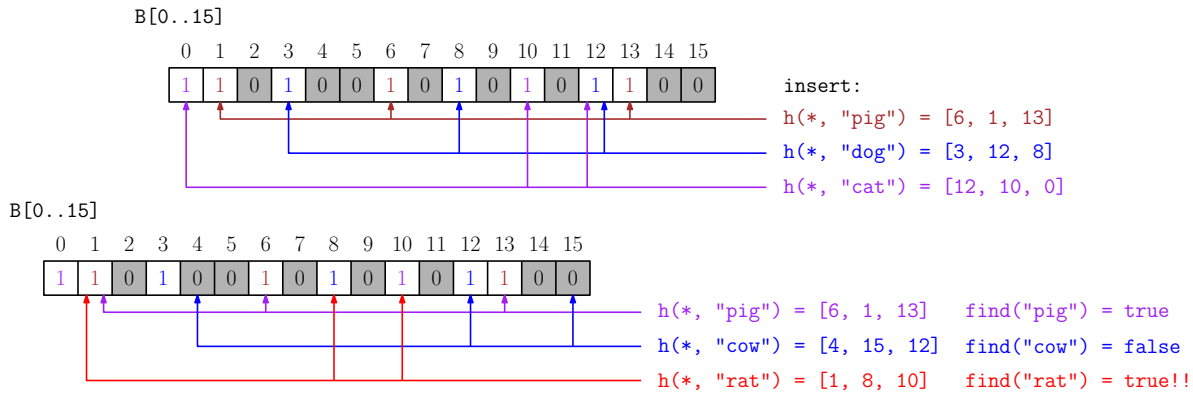 B[0..15]
0 1 2 3 4 5 6 7 8 9 10 11 12 13 14 15
1 1 0 1 0 0 1 0 1 0 1 0 1 1 0 0
insert:
h(*, "pig") = [6, 1, 13]
h(*, "dog") = [3, 12, 8]
h(*, "cat") = [12, 10, 0]
B[0..15]
0 1 2 3 4 5 6 7 8 9 10 11 12 13 14 15
1 1 0 1 0 0 1 0 1 0 1 0 1 1 0 0
h(*, "pig") = [6, 1, 13] find("pig") = true
h(*, "cow") = [4, 15, 12] find("cow") = false
h(*, "rat") = [1, 8, 10] find("rat") = true!!